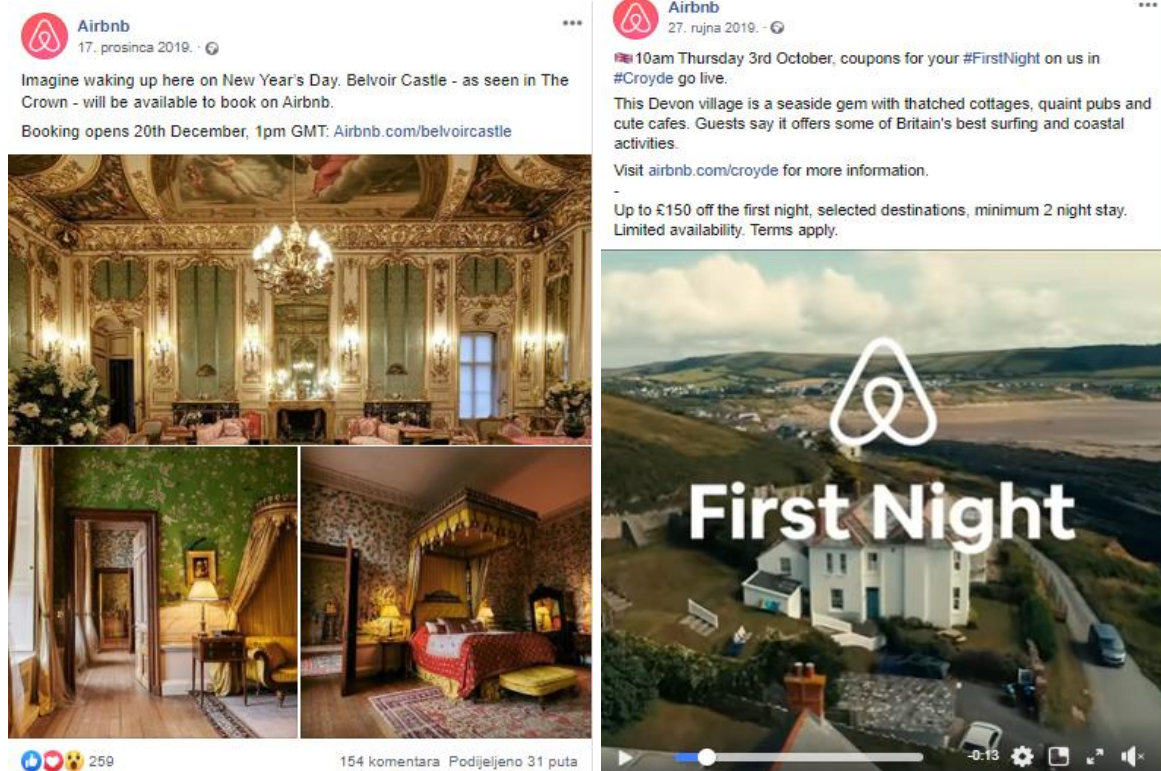 Airbnb
17. prosinca 2019. ·
Imagine waking up here on New Year's Day. Belvoir Castle - as seen in The
Crown - will be available to book on Airbnb.
Booking opens 20th December, 1pm GMT: Airbnb.com/belvoircastle
259
154 komentara Podijeljeno 31 puta
Airbnb
27. rujna 2019. ·
10am Thursday 3rd October, coupons for your #FirstNight on us in
#Croyde go live.
This Devon village is a seaside gem with thatched cottages, quaint pubs and
cute cafes. Guests say it offers some of Britain's best surfing and coastal
activities.
Visit airbnb.com/croyde for more information.
-
Up to £150 off the first night, selected destinations, minimum 2 night stay.
Limited availability. Terms apply.
First Night
-0:13